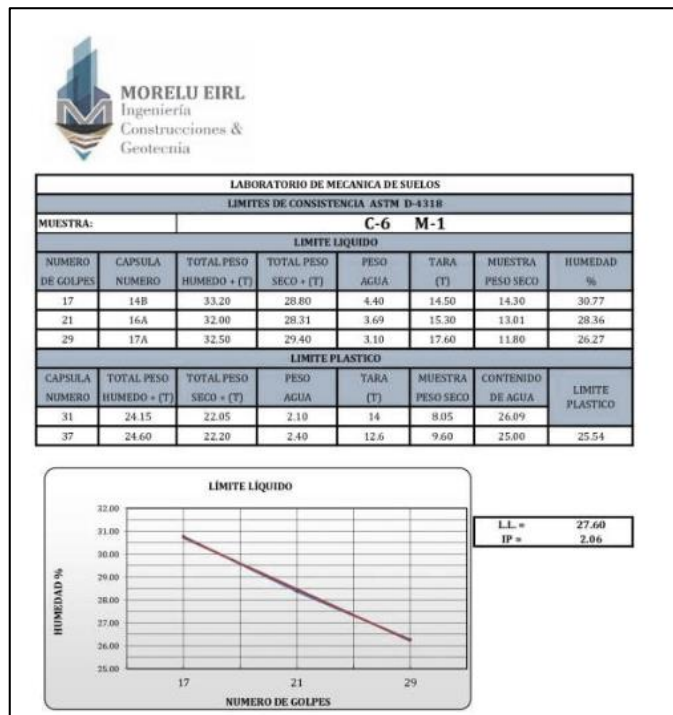 MORELU EIRL
Ingeniería
Construcciones &
Geotecnia
LABORATORIO DE MECANICA DE SUELOS
LIMITES DE CONSISTENCIA ASTM D-4318
MUESTRA: C-6 M-1
LIMITE LIQUIDO
NUMERO DE GOLPES CAPSULA NUMERO TOTAL PESO HUMEDO + (T) TOTAL PESO SECO + (T) PESO AGUA TARA (T) MUESTRA PESO SECO HUMEDAD %
17 14B 33.20 28.80 4.40 14.50 14.30 30.77
21 16A 32.00 28.31 3.69 15.30 13.01 28.36
29 17A 32.50 29.40 3.10 17.60 11.80 26.27
LIMITE PLASTICO
CAPSULA NUMERO TOTAL PESO HUMEDO + (T) TOTAL PESO SECO + (T) PESO AGUA TARA (T) MUESTRA PESO SECO CONTENIDO DE AGUA LIMITE PLASTICO
31 24.15 22.05 2.10 14 8.05 26.09
37 24.60 22.20 2.40 12.6 9.60 25.00 25.54
LÍMITE LÍQUIDO
32.00
31.00
30.00
29.00
28.00
27.00
26.00
25.00
HUMEDAD %
17 21 29
NUMERO DE GOLPES
L.L. = 27.60
IP = 2.06